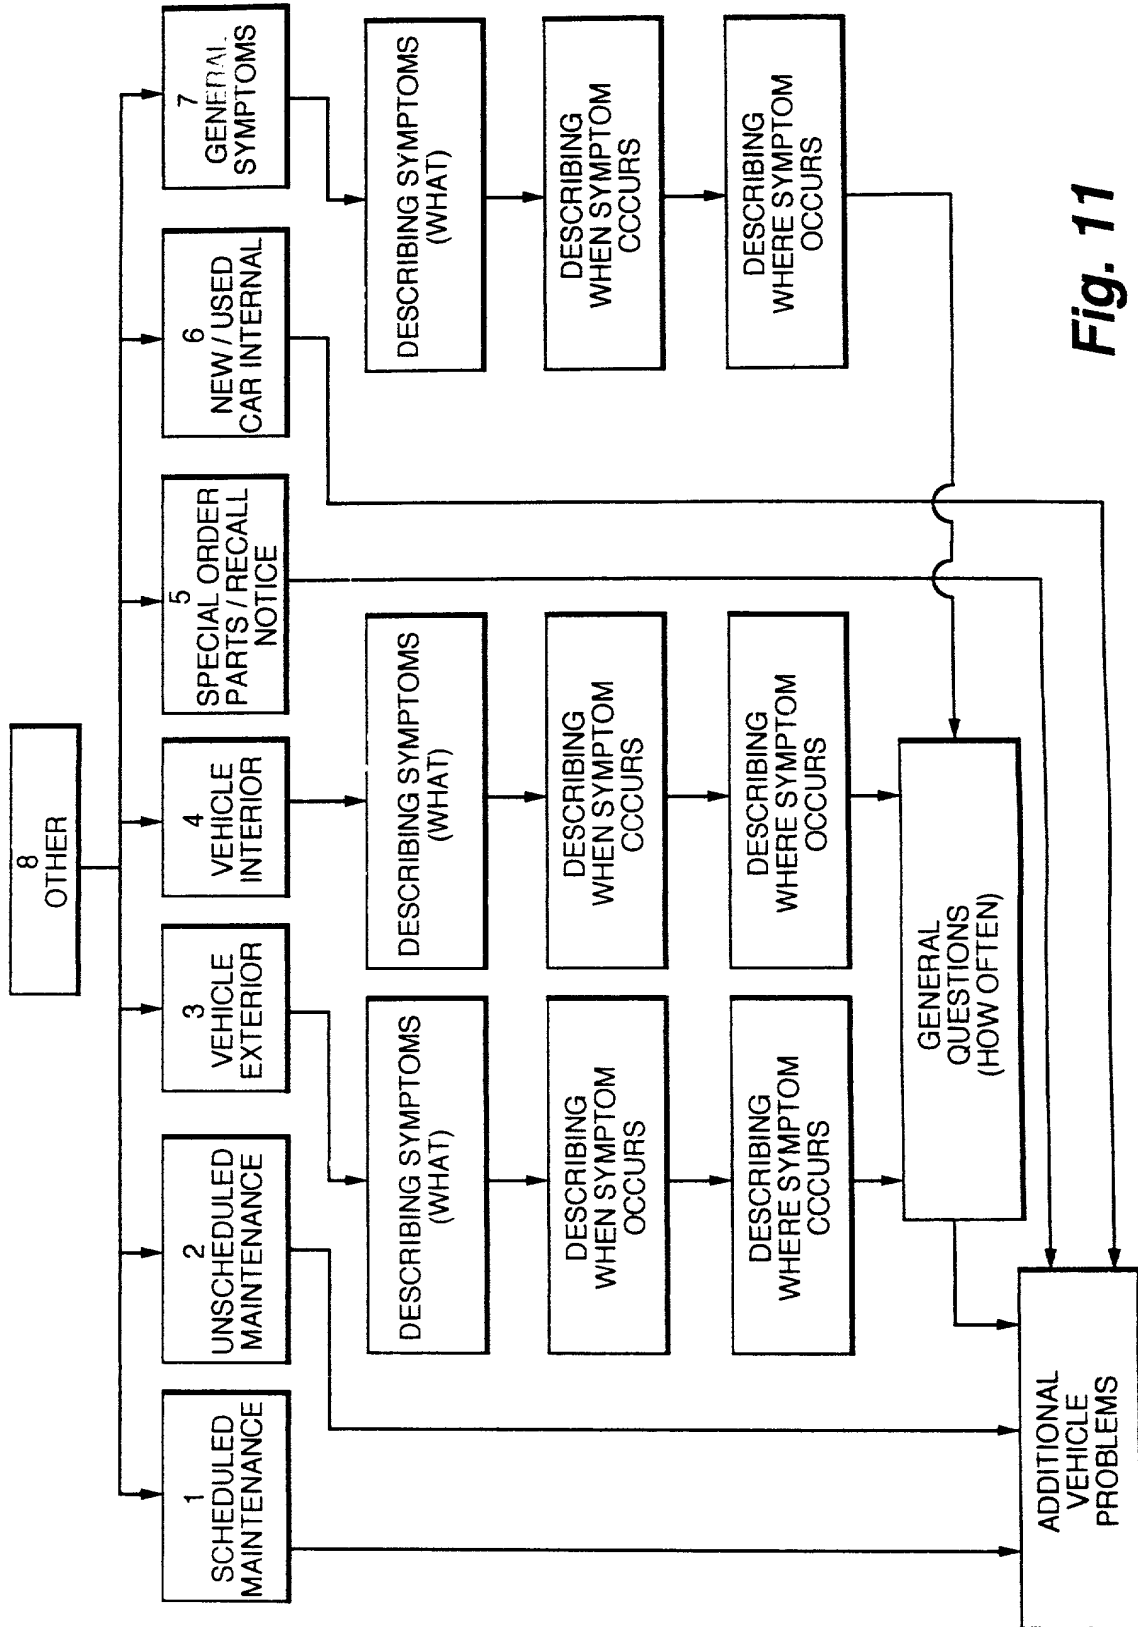 8
OTHER
1
SCHEDULED
MAINTENANCE
2
UNSCHEDULED
MAINTENANCE
3
VEHICLE
EXTERIOR
4
VEHICLE
INTERIOR
5
SPECIAL ORDER
PARTS / RECALL
NOTICE
6
NEW / USED
CAR INTERNAL
7
GENERAL
SYMPTOMS
DESCRIBING SYMPTOMS
(WHAT)
DESCRIBING
WHEN SYMPTOM
OCCURS
DESCRIBING
WHERE SYMPTOM
CCCURS
DESCRIBING SYMPTOMS
(WHAT)
DESCRIBING
WHEN SYMPTOM
CCCURS
DESCRIBING
WHERE SYMPTOM
OCCURS
DESCRIBING SYMPTOMS
(WHAT)
DESCRIBING
WHEN SYMPTOM
CCCURS
DESCRIBING
WHERE SYMPTOM
OCCURS
GENERAL
QUESTIONS
(HOW OFTEN)
ADDITIONAL
VEHICLE
PROBLEMS
Fig. 11